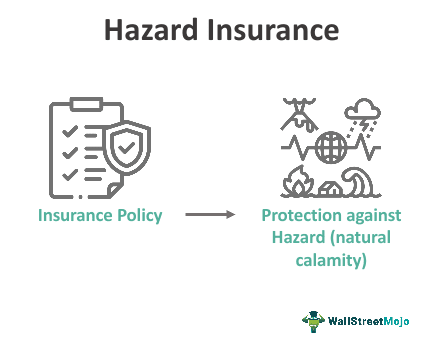 Hazard Insurance
Insurance Policy
Protection against
Hazard (natural
calamity)
WallStreetMojo